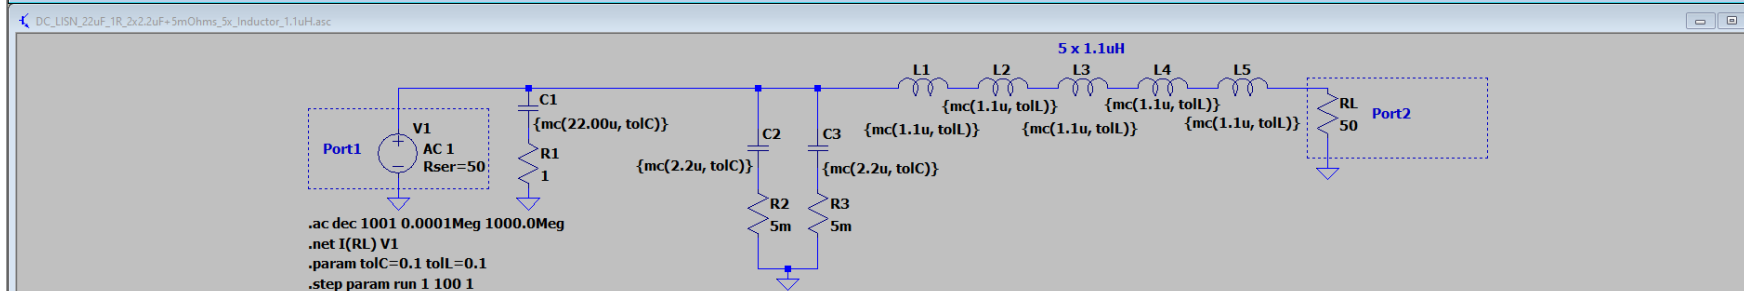 DC_LISN_22uF_1R_2x2.2uF+5mOhms_5x_Inductor_1.1uH.asc
5 x 1.1uH
L1
L2
L3
L4
L5
{mc(1.1u, tolL)}
{mc(1.1u, tolL)}
{mc(1.1u, tolL)}
{mc(1.1u, tolL)}
{mc(1.1u, tolL)}
RL
50
Port2
C1
{mc(22.00u, tolC)}
R1
1
Port1
V1
AC 1
Rser=50
C2
{mc(2.2u, tolC)}
C3
{mc(2.2u, tolC)}
R2
5m
R3
5m
.ac dec 1001 0.0001Meg 1000.0Meg
.net I(RL) V1
.param tolC=0.1 tolL=0.1
.step param run 1 100 1